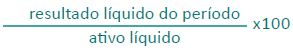 resultado líquido do período
x100
ativo líquido